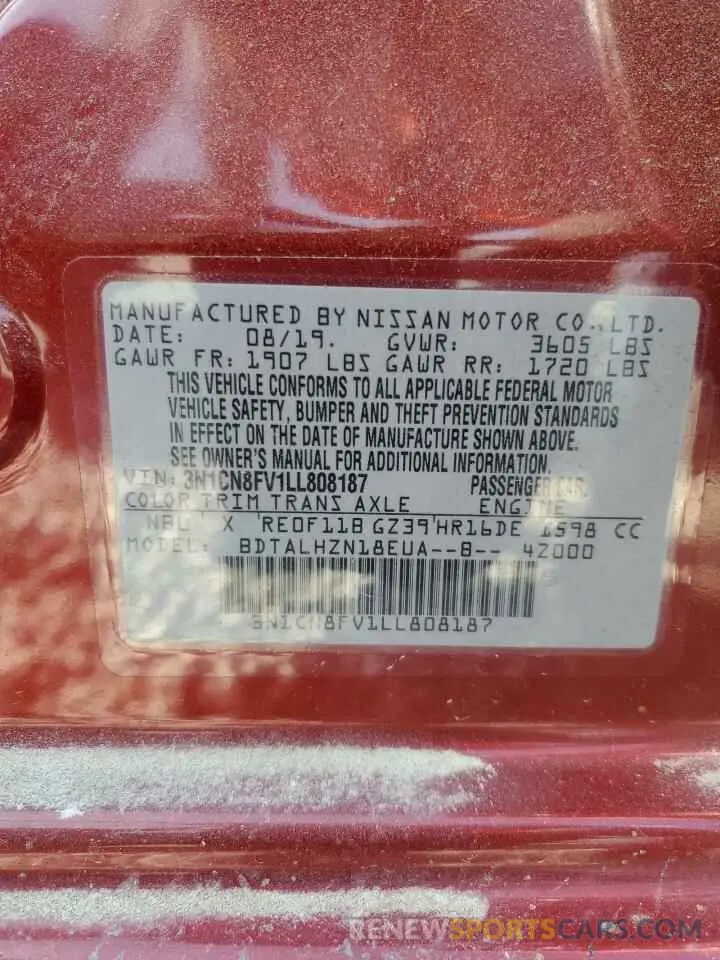 MANUFACTURED BY NISSAN MOTOR CO.,LTD.
DATE: 08/19. GVWR: 3605 LBS
GAWR FR: 1907 LBS GAWR RR: 1720 LBS
THIS VEHICLE CONFORMS TO ALL APPLICABLE FEDERAL MOTOR
VEHICLE SAFETY, BUMPER AND THEFT PREVENTION STANDARDS
IN EFFECT ON THE DATE OF MANUFACTURE SHOWN ABOVE.
SEE OWNER'S MANUAL FOR ADDITIONAL INFORMATION.
VIN: 3N1CN8FV1LL808187 PASSENGER CAR.
COLOR TRIM TRANS AXLE ENGINE
NBL X RE0F11B GZ39 HR16DE 1598 CC
MODEL: BDTALHZN18EUA--B-- 4Z000
3N1CN8FV1LL808187
RENEWSPORTSCARS.COM